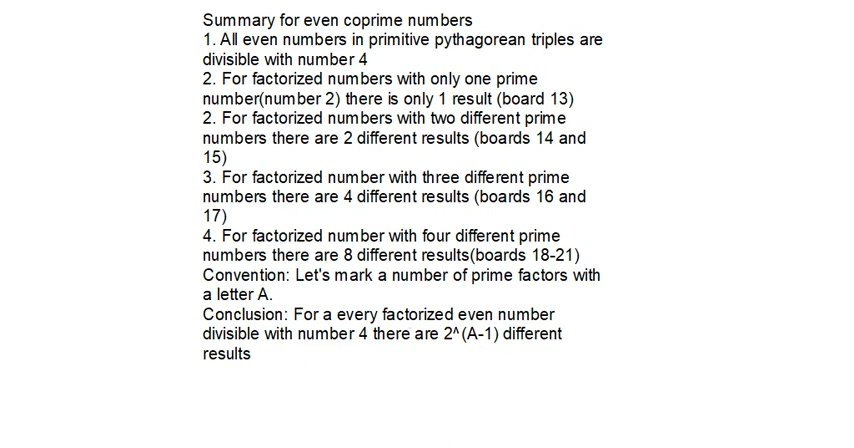 Summary for even coprime numbers
1. All even numbers in primitive pythagorean triples are
divisible with number 4
2. For factorized numbers with only one prime
number(number 2) there is only 1 result (board 13)
2. For factorized numbers with two different prime
numbers there are 2 different results (boards 14 and
15)
3. For factorized number with three different prime
numbers there are 4 different results (boards 16 and
17)
4. For factorized number with four different prime
numbers there are 8 different results(boards 18-21)
Convention: Let's mark a number of prime factors with
a letter A.
Conclusion: For a every factorized even number
divisible with number 4 there are 2^(A-1) different
results